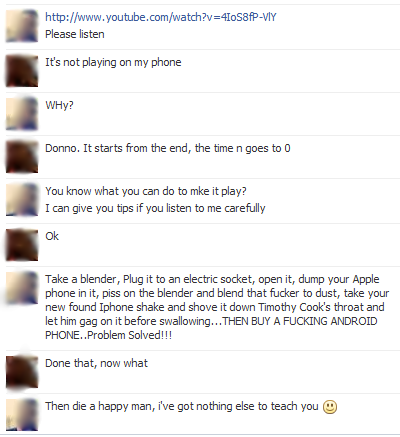 http://www.youtube.com/watch?v=4IoS8fP-VlY
Please listen
It's not playing on my phone
WHy?
Donno. It starts from the end, the time n goes to 0
You know what you can do to mke it play?
I can give you tips if you listen to me carefully
Ok
Take a blender, Plug it to an electric socket, open it, dump your Apple
phone in it, piss on the blender and blend that fucker to dust, take your
new found Iphone shake and shove it down Timothy Cook's throat and
let him gag on it before swallowing...THEN BUY A FUCKING ANDROID
PHONE..Problem Solved!!!
Done that, now what
Then die a happy man, i've got nothing else to teach you